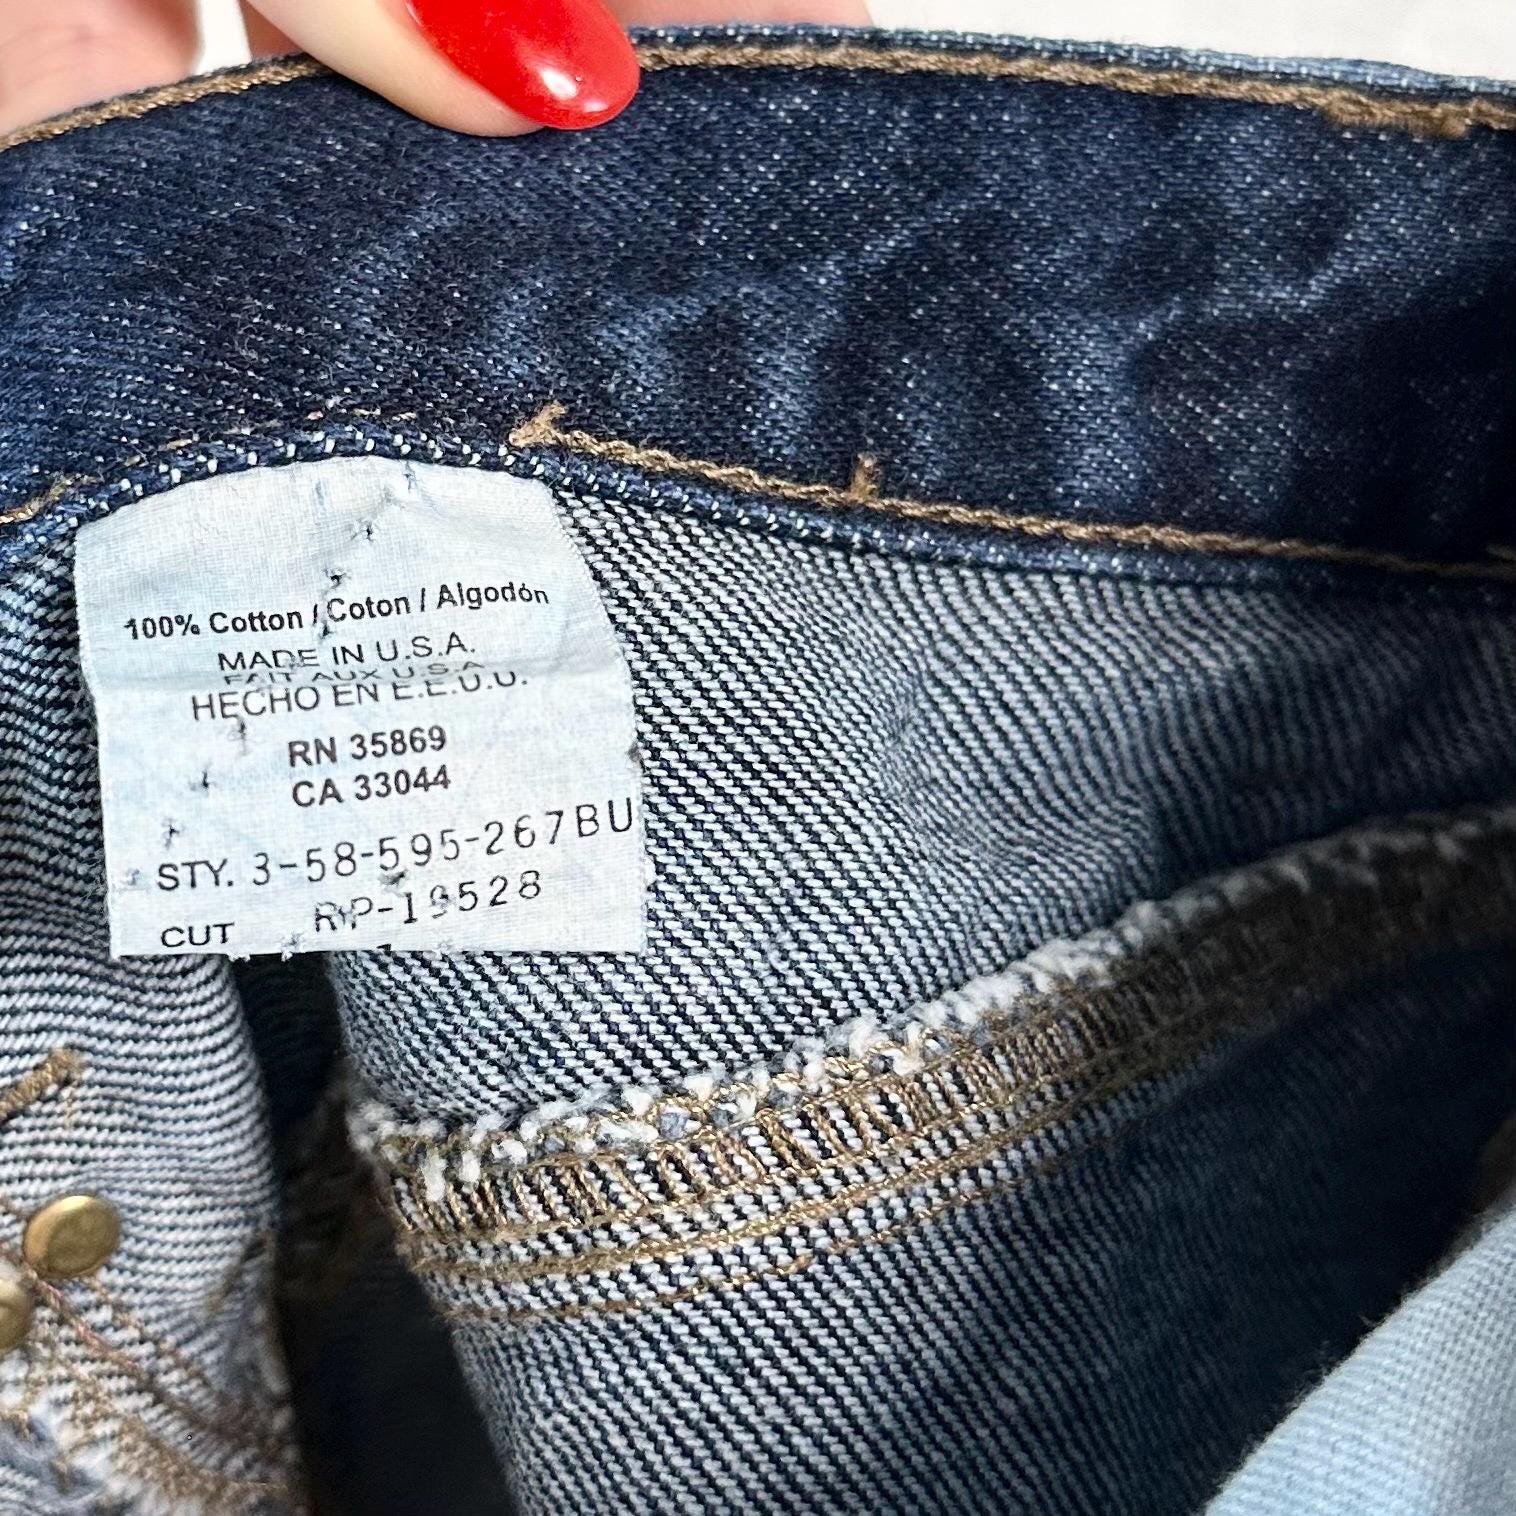 100% Cotton / Coton / Algodón
MADE IN U.S.A.
FAIT AUX U.S.A
HECHO EN E.E.U.U.
RN 35869
CA 33044
STY. 3-58-595-267BU
CUT RP-19528